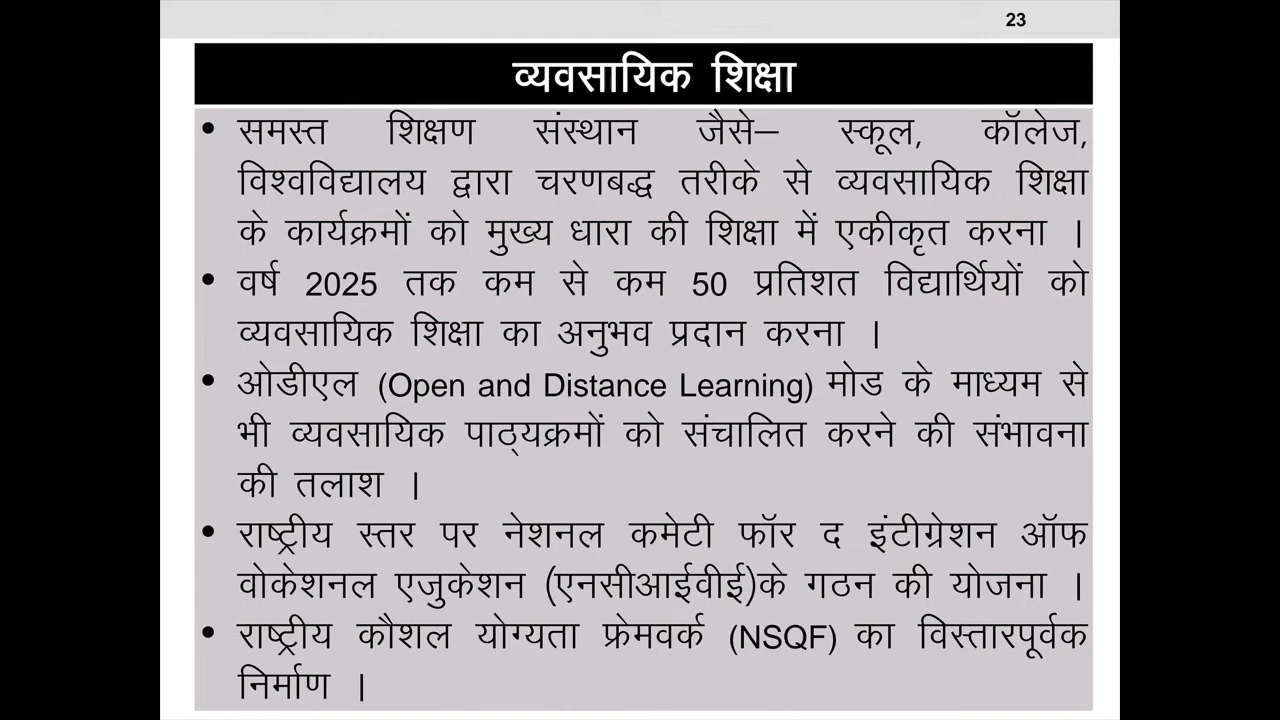 23
व्यवसायिक शिक्षा
• समस्त शिक्षण संस्थान जैसे– स्कूल, कॉलेज,
विश्वविद्यालय द्वारा चरणबद्ध तरीके से व्यवसायिक शिक्षा
के कार्यक्रमों को मुख्य धारा की शिक्षा में एकीकृत करना ।
• वर्ष 2025 तक कम से कम 50 प्रतिशत विद्यार्थियों को
व्यवसायिक शिक्षा का अनुभव प्रदान करना ।
• ओडीएल (Open and Distance Learning) मोड के माध्यम से
भी व्यवसायिक पाठ्यक्रमों को संचालित करने की संभावना
की तलाश ।
• राष्ट्रीय स्तर पर नेशनल कमेटी फॉर द इंटीग्रेशन ऑफ
वोकेशनल एजुकेशन (एनसीआईवीई)के गठन की योजना ।
• राष्ट्रीय कौशल योग्यता फ्रेमवर्क (NSQF) का विस्तारपूर्वक
निर्माण ।